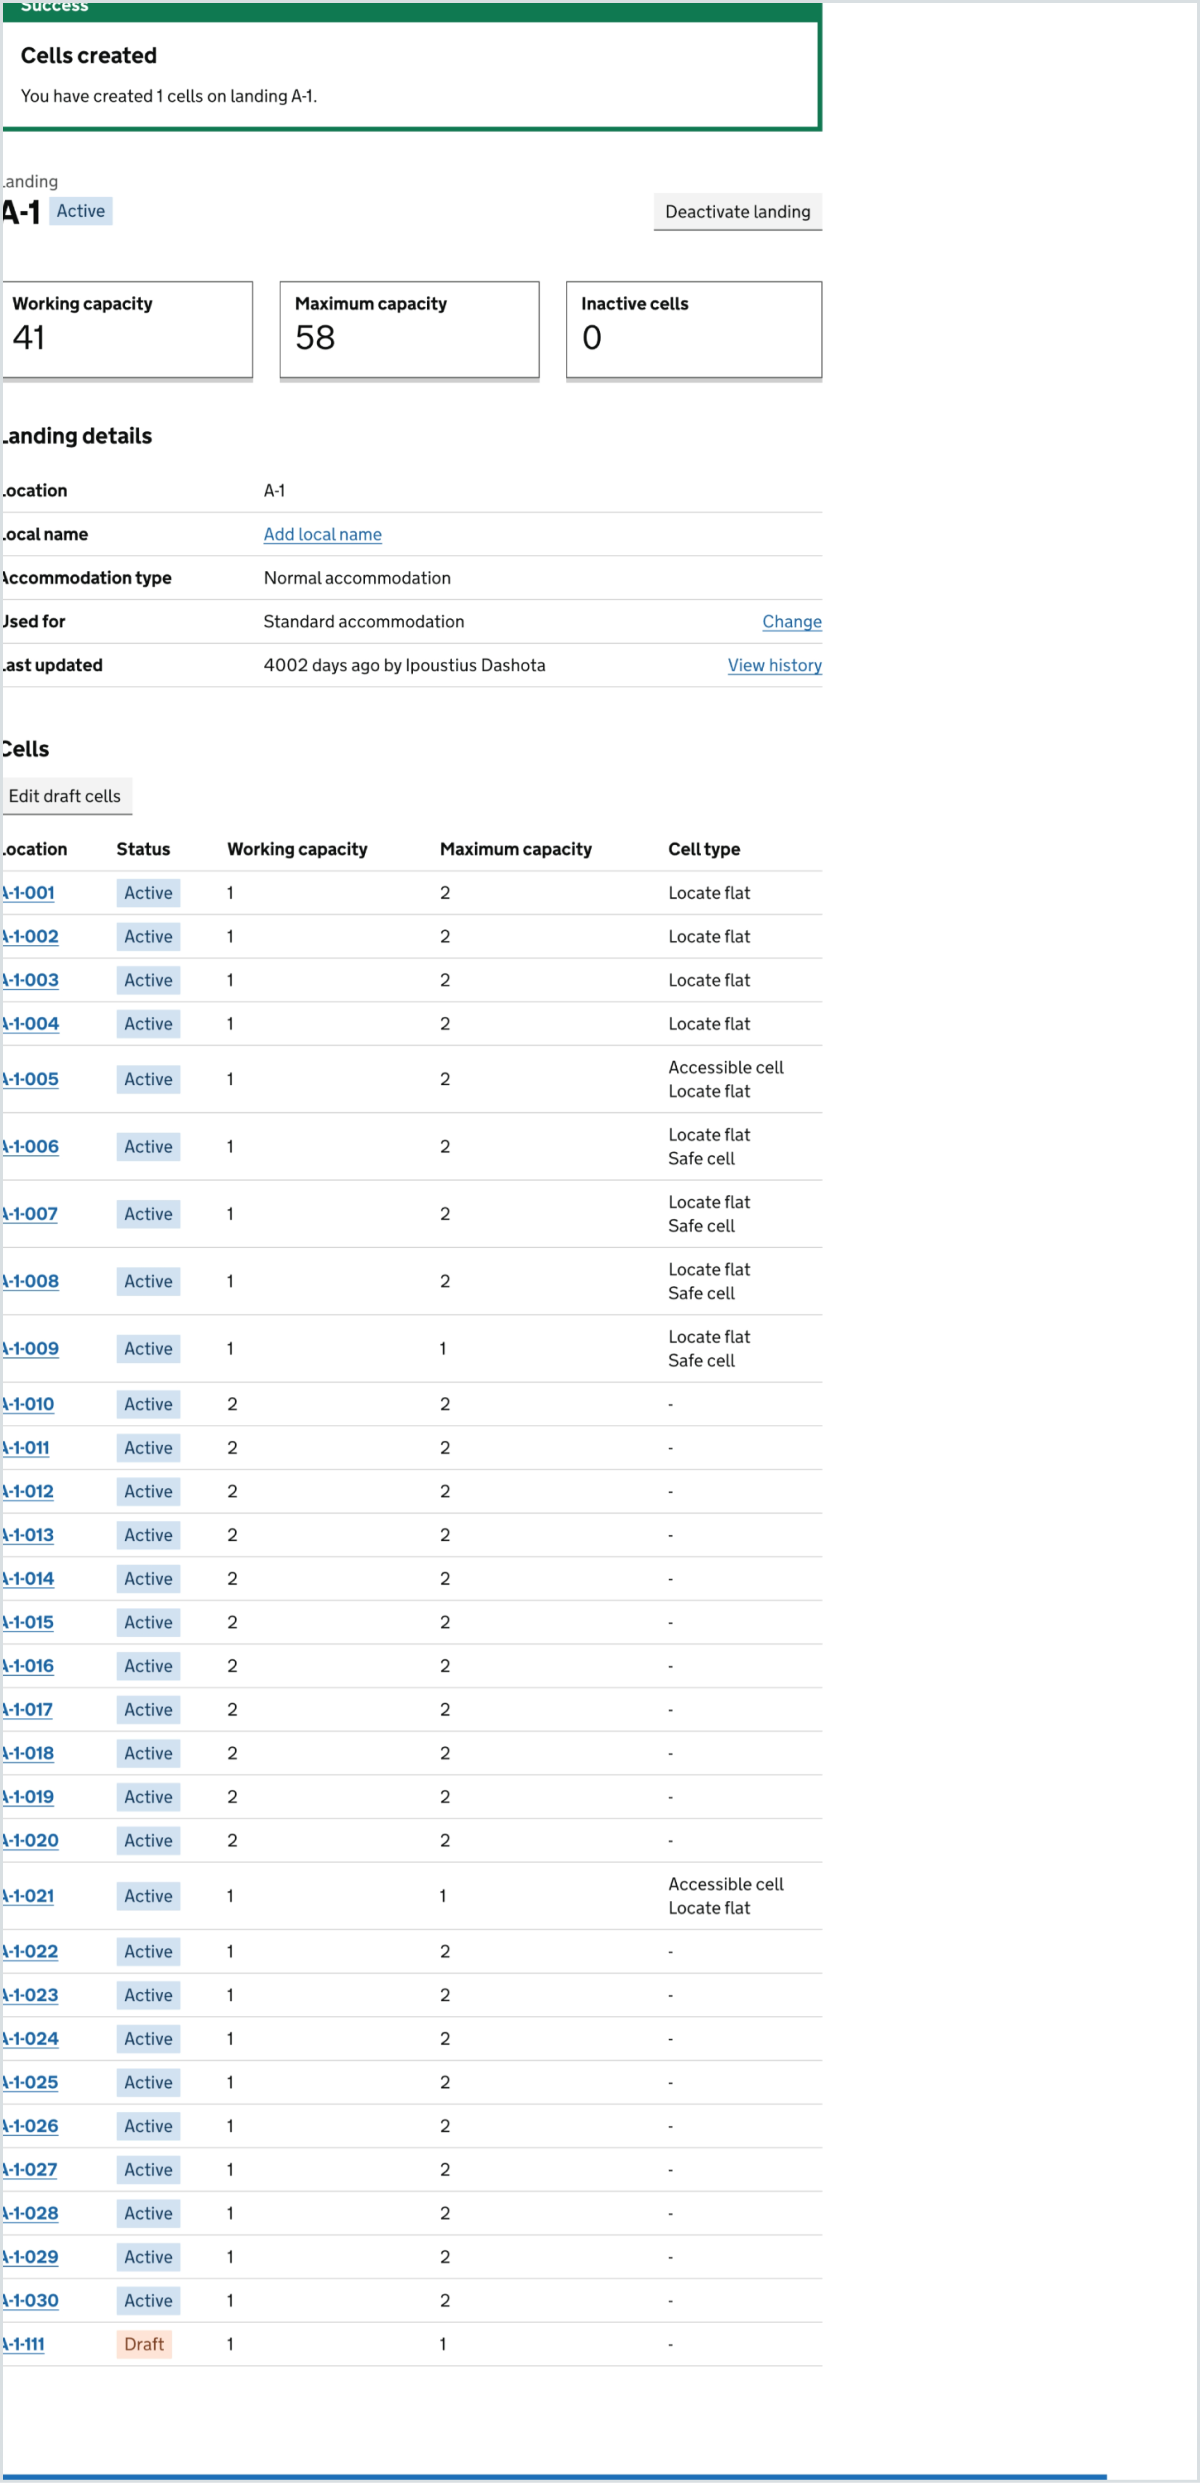 Success
Cells created
You have created 1 cells on landing A-1.
Landing
A-1 Active Deactivate landing
Working capacity Maximum capacity Inactive cells
41 58 0
Landing details
Location A-1
Local name Add local name
Accommodation type Normal accommodation
Used for Standard accommodation Change
Last updated 4002 days ago by Ipoustius Dashota View history
Cells
Edit draft cells
Location Status Working capacity Maximum capacity Cell type
A-1-001 Active 1 2 Locate flat
A-1-002 Active 1 2 Locate flat
A-1-003 Active 1 2 Locate flat
A-1-004 Active 1 2 Locate flat
A-1-005 Active 1 2 Accessible cell
Locate flat
A-1-006 Active 1 2 Locate flat
Safe cell
A-1-007 Active 1 2 Locate flat
Safe cell
A-1-008 Active 1 2 Locate flat
Safe cell
A-1-009 Active 1 1 Locate flat
Safe cell
A-1-010 Active 2 2 -
A-1-011 Active 2 2 -
A-1-012 Active 2 2 -
A-1-013 Active 2 2 -
A-1-014 Active 2 2 -
A-1-015 Active 2 2 -
A-1-016 Active 2 2 -
A-1-017 Active 2 2 -
A-1-018 Active 2 2 -
A-1-019 Active 2 2 -
A-1-020 Active 2 2 -
A-1-021 Active 1 1 Accessible cell
Locate flat
A-1-022 Active 1 2 -
A-1-023 Active 1 2 -
A-1-024 Active 1 2 -
A-1-025 Active 1 2 -
A-1-026 Active 1 2 -
A-1-027 Active 1 2 -
A-1-028 Active 1 2 -
A-1-029 Active 1 2 -
A-1-030 Active 1 2 -
A-1-111 Draft 1 1 -